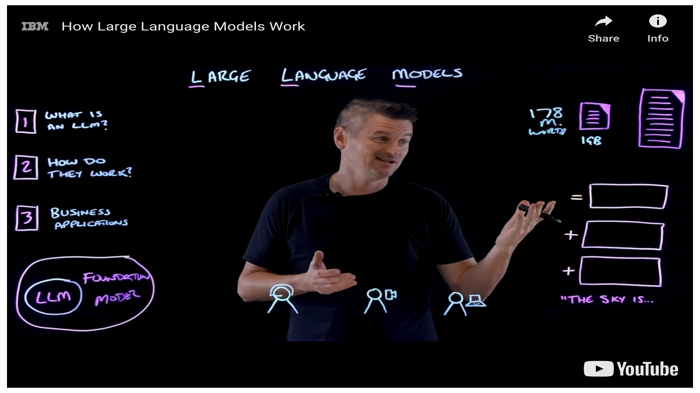 IBM How Large Language Models Work
Share
Info
LARGE LANGUAGE MODELS
1 WHAT IS
AN LLM?
2 HOW DO
THEY WORK?
3 BUSINESS
APPLICATIONS
LLM
FOUNDATION
MODEL
178
M.
WORDS
1GB
=
+
+
"THE SKY IS...
YouTube